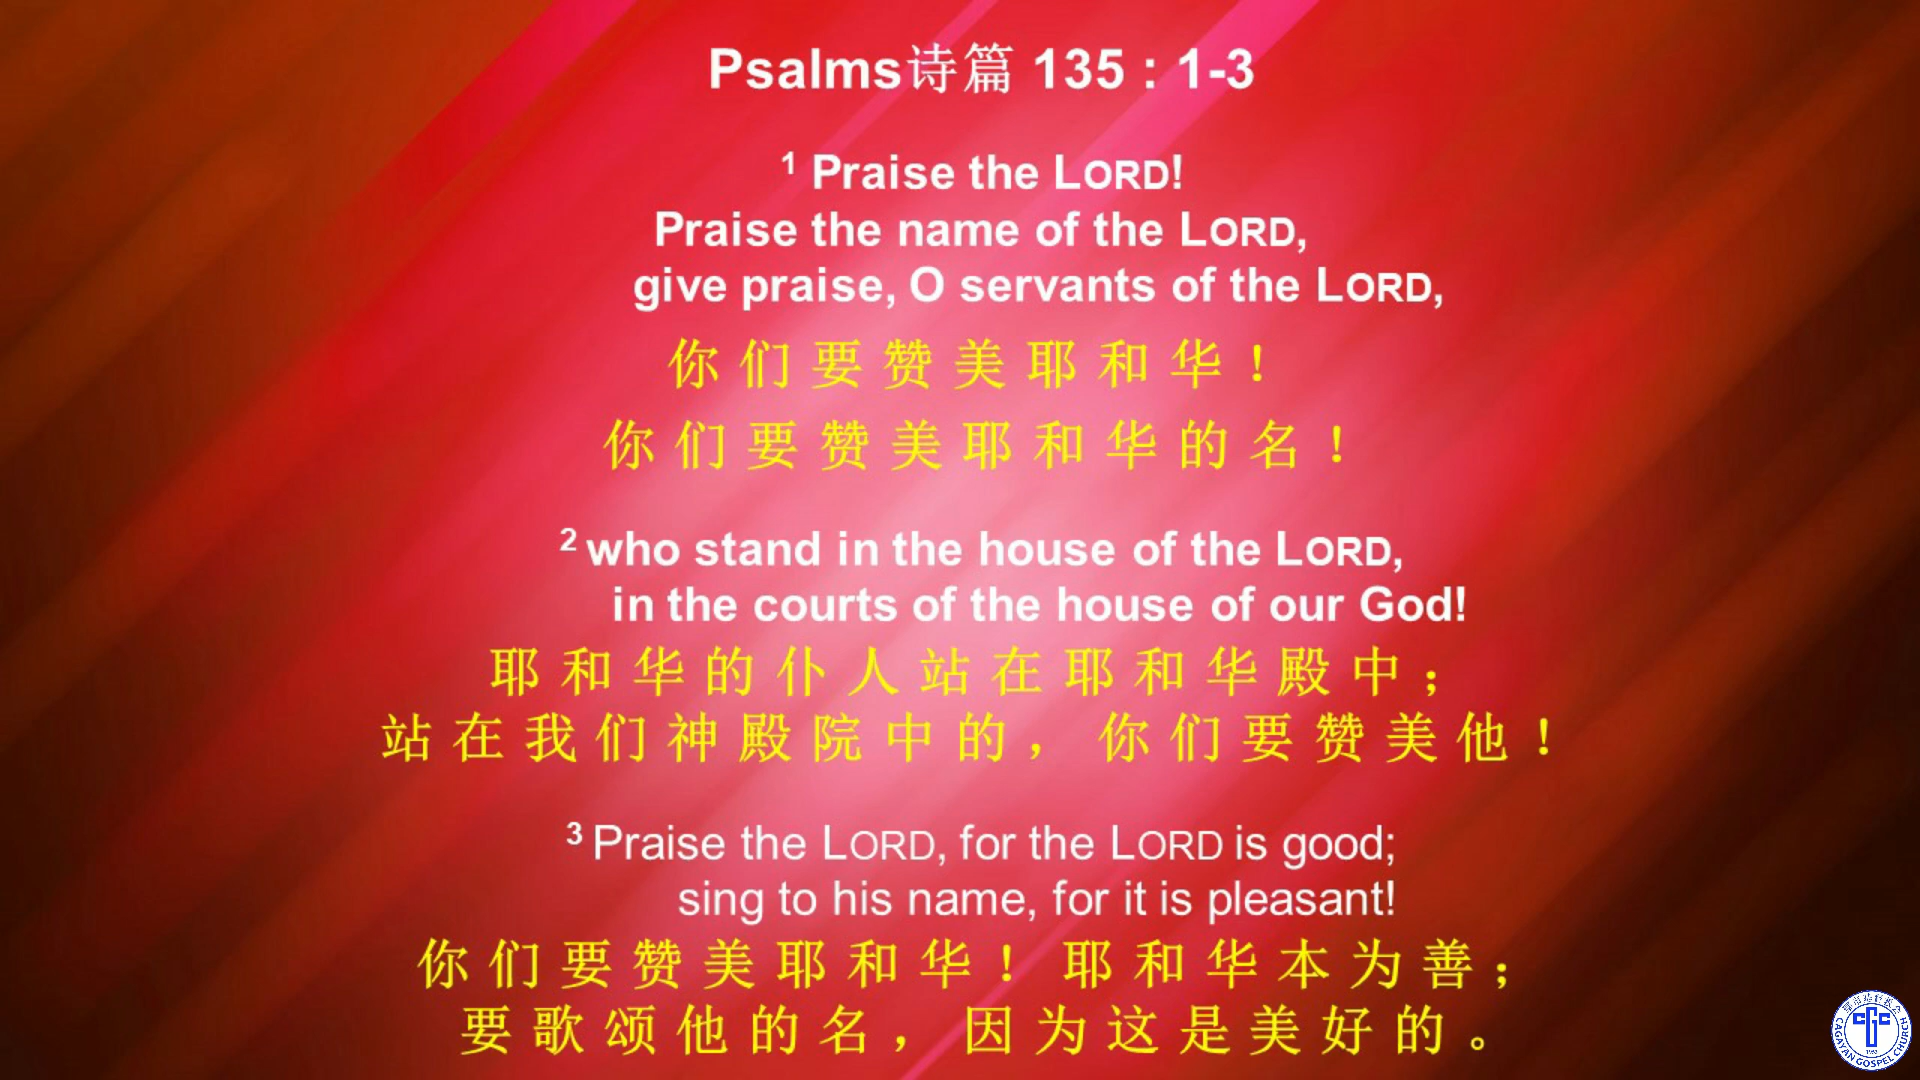 Psalms诗篇 135 : 1-3
1 Praise the LORD!
Praise the name of the LORD,
give praise, O servants of the LORD,
你们要赞美耶和华！
你们要赞美耶和华的名！
2 who stand in the house of the LORD,
in the courts of the house of our God!
耶和华的仆人站在耶和华殿中；
站在我们神殿院中的，你们要赞美他！
3 Praise the LORD, for the LORD is good;
sing to his name, for it is pleasant!
你们要赞美耶和华！耶和华本为善；
要歌颂他的名，因为这是美好的。
CGC
CAGAYAN GOSPEL CHURCH